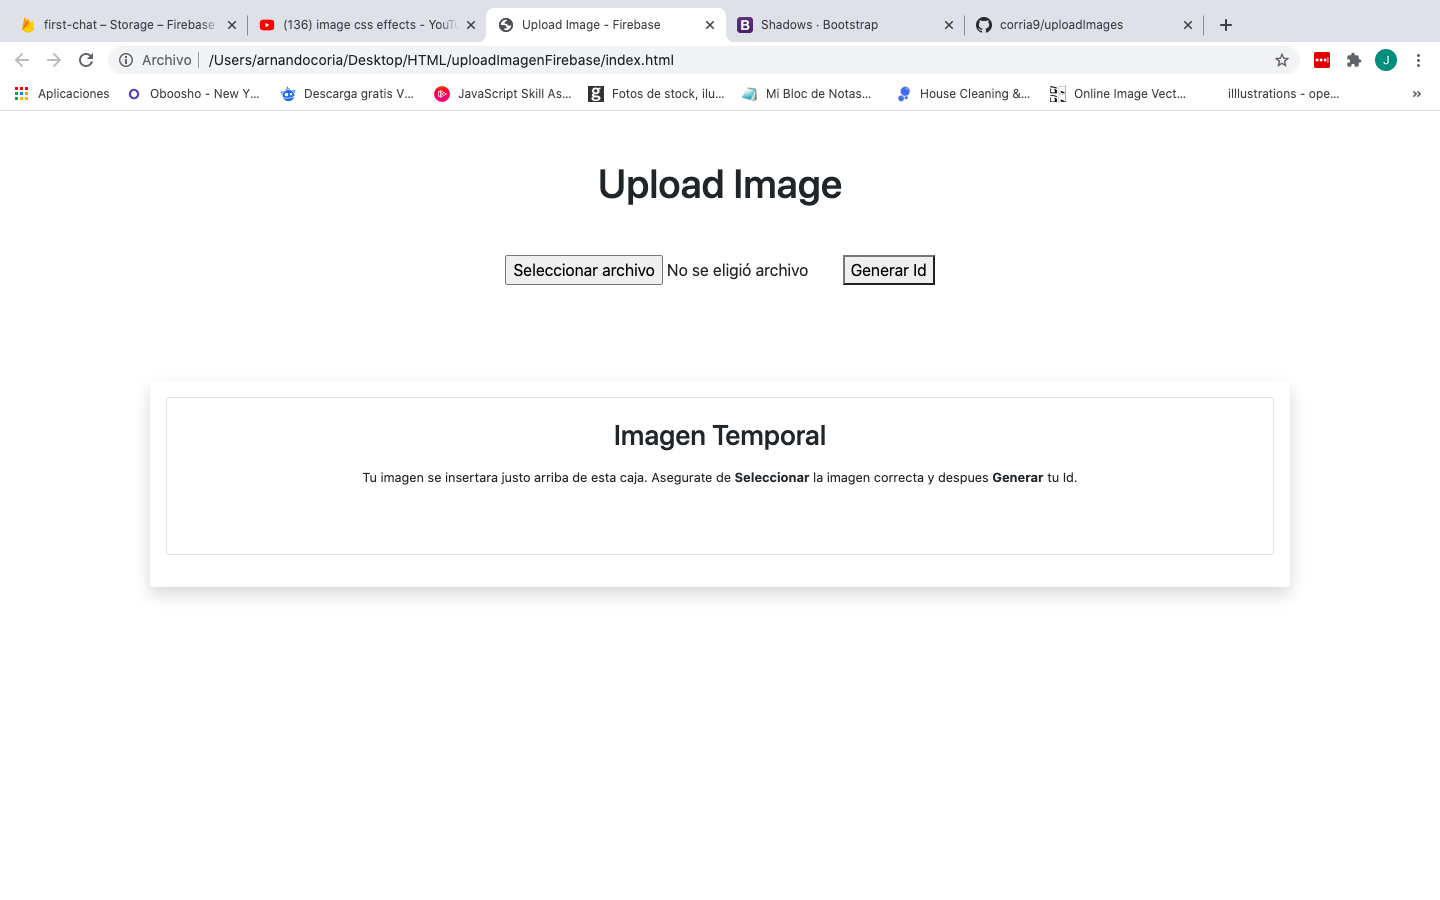 first-chat – Storage – Firebase
(136) image css effects - YouTu
Upload Image - Firebase
Shadows · Bootstrap
corria9/uploadImages
Archivo | /Users/arnandocoria/Desktop/HTML/uploadImagenFirebase/index.html
J
Aplicaciones
Oboosho - New Y...
Descarga gratis V...
JavaScript Skill As...
Fotos de stock, ilu...
Mi Bloc de Notas...
House Cleaning &...
Online Image Vect...
illlustrations - ope...
»
Upload Image
Seleccionar archivo No se eligió archivo
Generar Id
Imagen Temporal
Tu imagen se insertara justo arriba de esta caja. Asegurate de Seleccionar la imagen correcta y despues Generar tu Id.